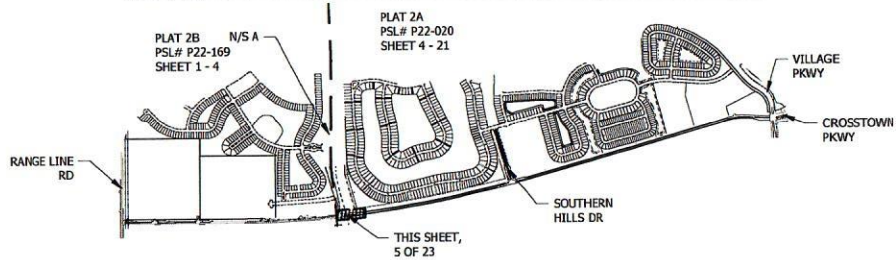 PLAT 2B
PSL# P22-169
SHEET 1 - 4
N/S A
PLAT 2A
PSL# P22-020
SHEET 4 - 21
VILLAGE
PKWY
CROSSTOWN
PKWY
RANGE LINE
RD
SOUTHERN
HILLS DR
THIS SHEET,
5 OF 23